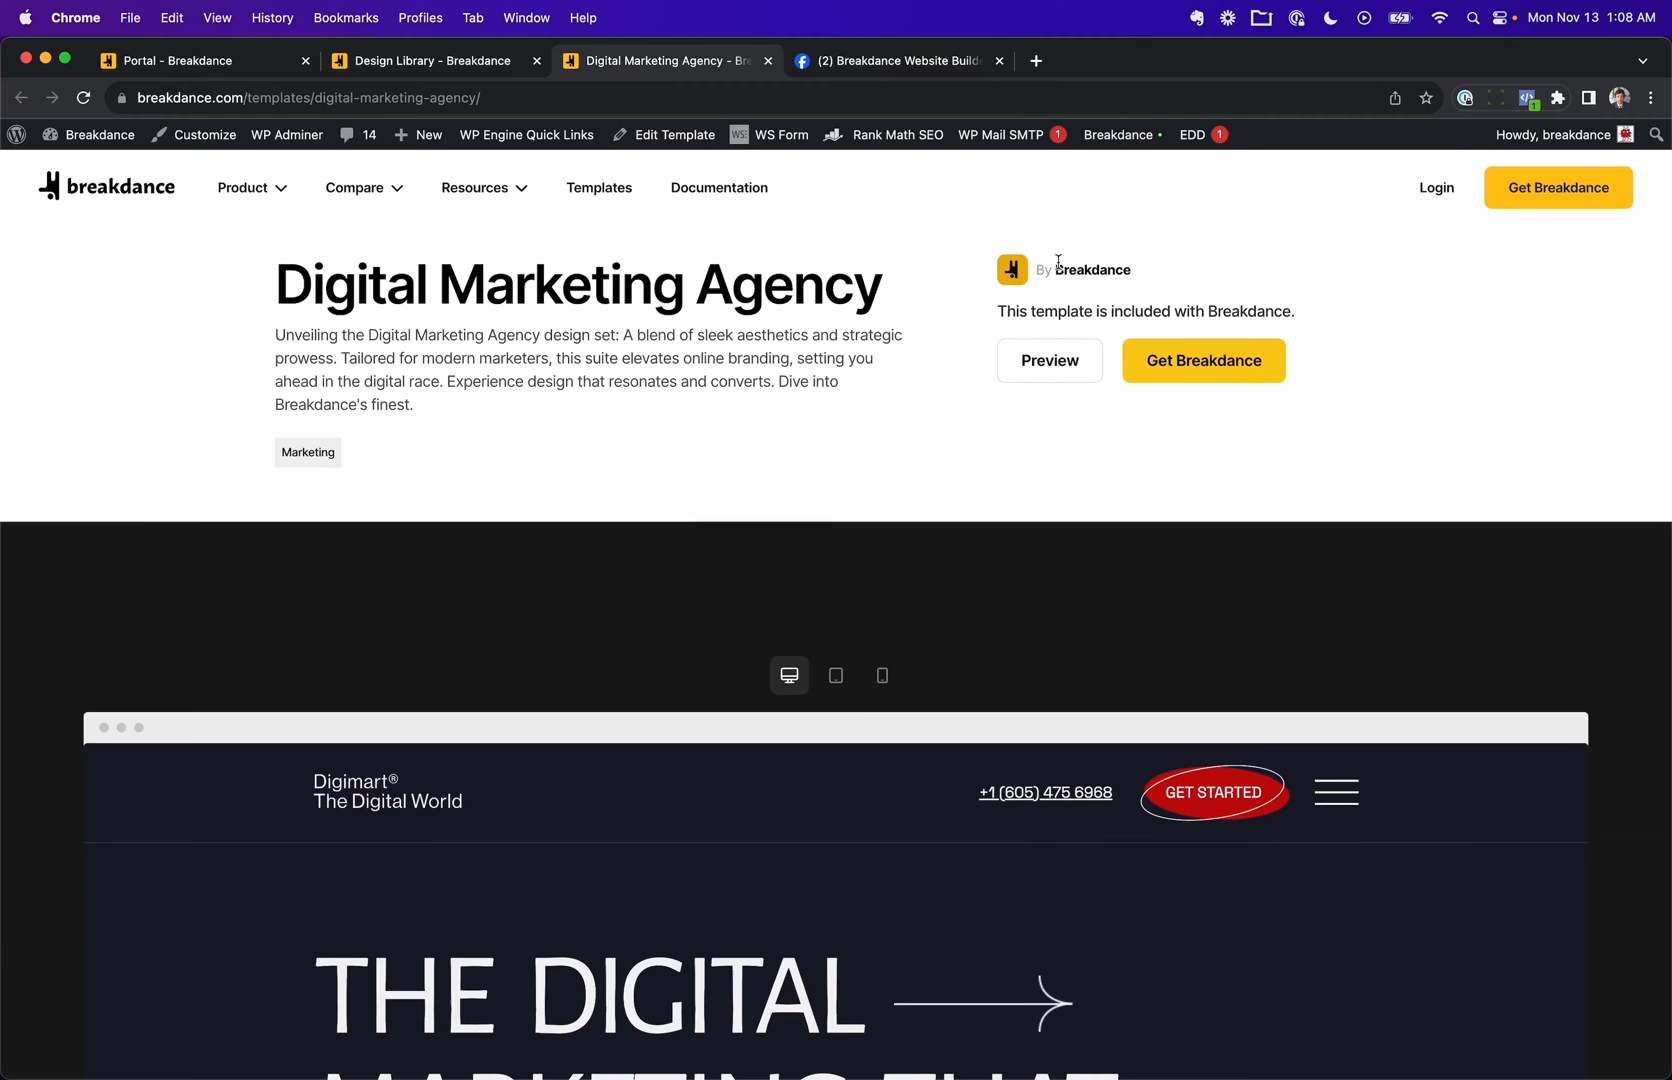 Chrome File Edit View History Bookmarks Profiles Tab Window Help Mon Nov 13 1:08 AM
Portal - Breakdance Design Library - Breakdance Digital Marketing Agency - Bre (2) Breakdance Website Builde
breakdance.com/templates/digital-marketing-agency/
Breakdance Customize WP Adminer 14 New WP Engine Quick Links Edit Template WS WS Form Rank Math SEO WP Mail SMTP 1 Breakdance EDD 1 Howdy, breakdance
breakdance Product Compare Resources Templates Documentation Login Get Breakdance
Digital Marketing Agency
Unveiling the Digital Marketing Agency design set: A blend of sleek aesthetics and strategic
prowess. Tailored for modern marketers, this suite elevates online branding, setting you
ahead in the digital race. Experience design that resonates and converts. Dive into
Breakdance's finest.
Marketing
By Breakdance
This template is included with Breakdance.
Preview Get Breakdance
Digimart®
The Digital World
+1 (605) 475 6968 GET STARTED
THE DIGITAL
MARKETING THAT